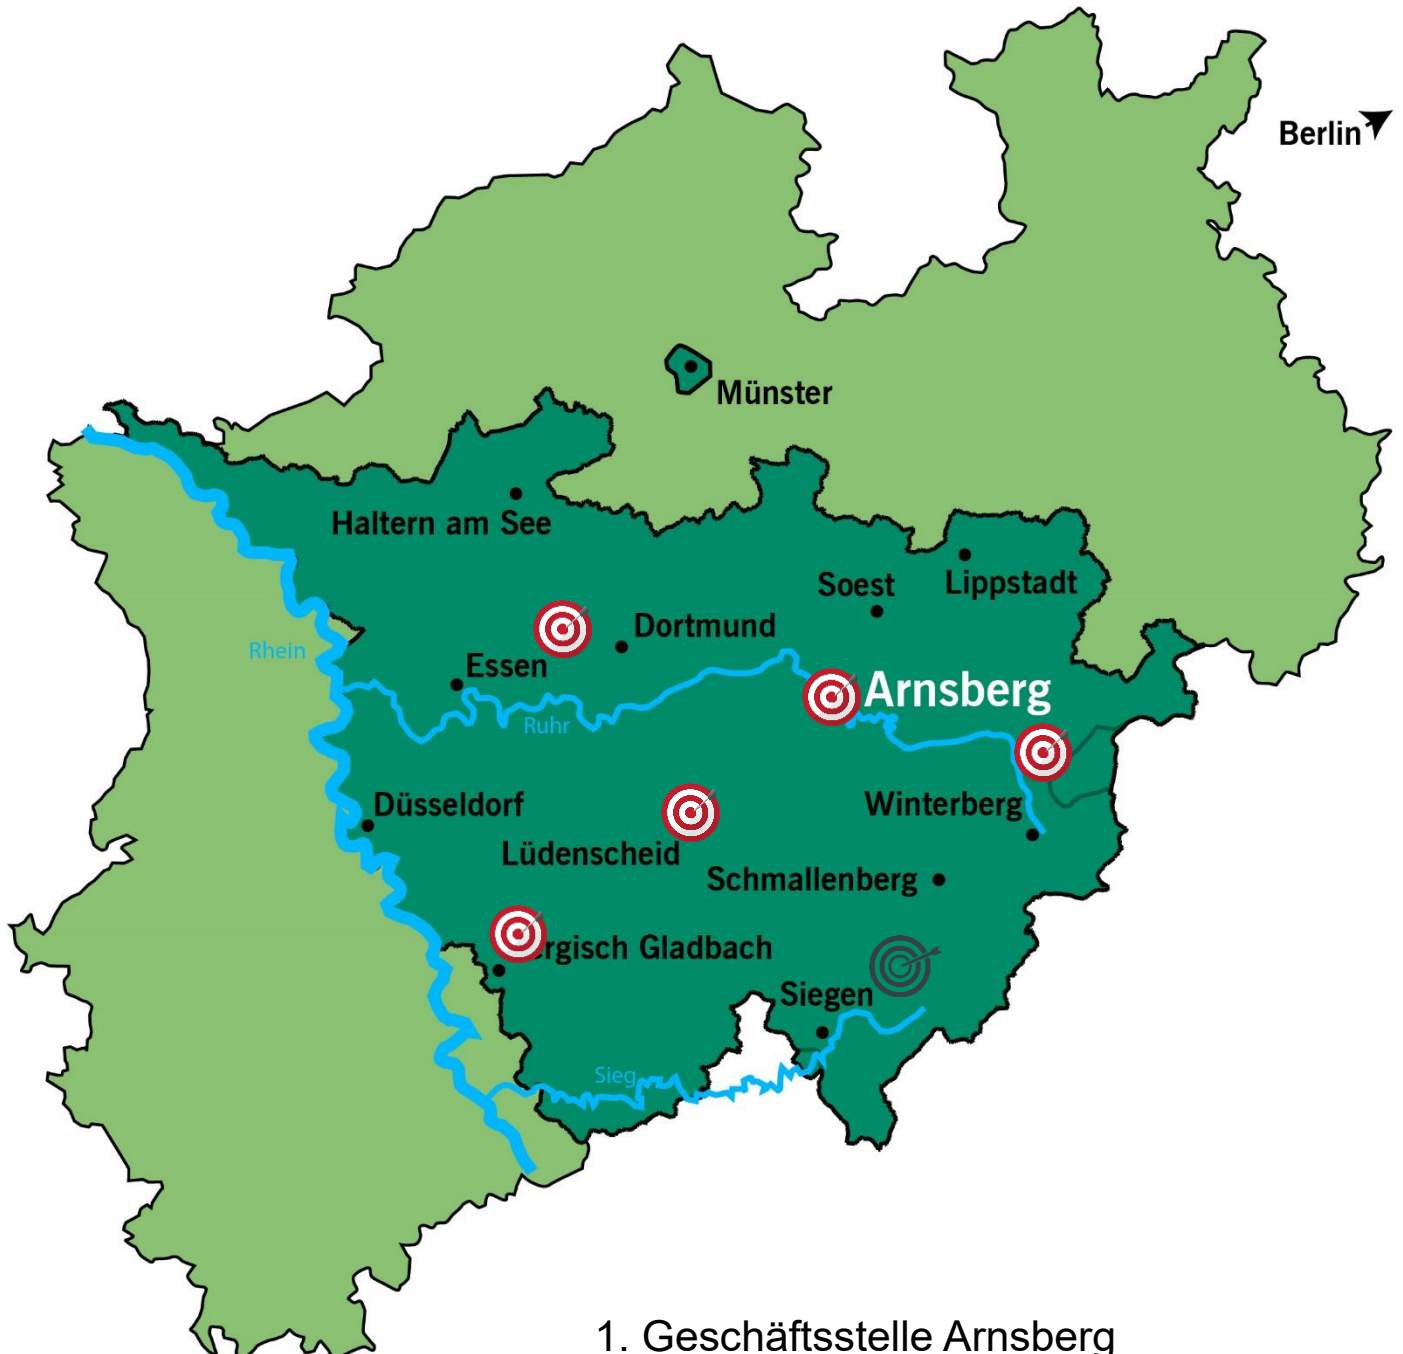 Berlin
Münster
Haltern am See
Soest
Lippstadt
Dortmund
Rhein
Essen
Arnsberg
Ruhr
Düsseldorf
Winterberg
Lüdenscheid
Schmallenberg
rgisch Gladbach
Siegen
Sieg
1. Geschäftsstelle Arnsberg